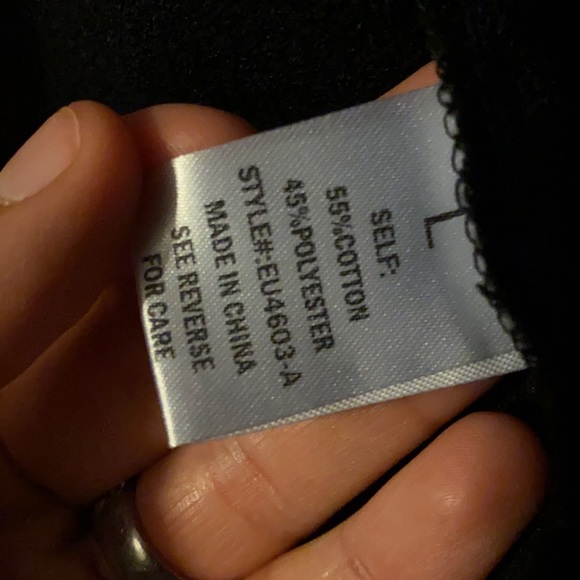 L
SELF:
55%COTTON
45%POLYESTER
STYLE#:EU4603-A
MADE IN CHINA
SEE REVERSE
FOR CARE